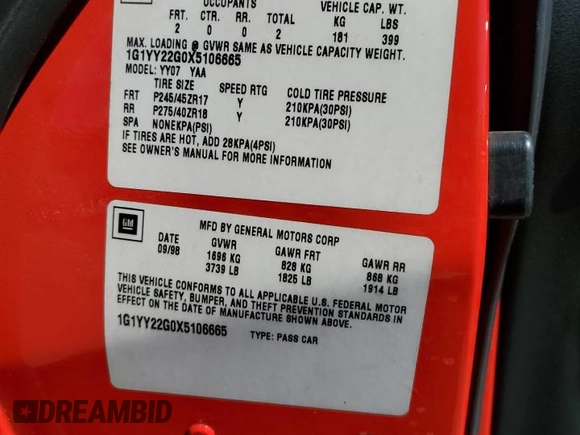 OCCUPANTS VEHICLE CAP. WT.
FRT. CTR. RR. TOTAL KG LBS
2 0 0 2 181 399
MAX. LOADING @ GVWR SAME AS VEHICLE CAPACITY WEIGHT.
1G1YY22G0X5106665
MODEL: YY07 YAA
TIRE SIZE SPEED RTG COLD TIRE PRESSURE
FRT P245/45ZR17 Y 210KPA(30PSI)
RR P275/40ZR18 Y 210KPA(30PSI)
SPA NONEKPA(PSI)
IF TIRES ARE HOT, ADD 28KPA(4PSI)
SEE OWNER'S MANUAL FOR MORE INFORMATION
GM
MFD BY GENERAL MOTORS CORP
DATE GVWR GAWR FRT GAWR RR
09/98 1696 KG 828 KG 868 KG
3739 LB 1825 LB 1914 LB
THIS VEHICLE CONFORMS TO ALL APPLICABLE U.S. FEDERAL MOTOR
VEHICLE SAFETY, BUMPER, AND THEFT PREVENTION STANDARDS IN
EFFECT ON THE DATE OF MANUFACTURE SHOWN ABOVE.
1G1YY22G0X5106665 TYPE: PASS CAR
DREAMBID